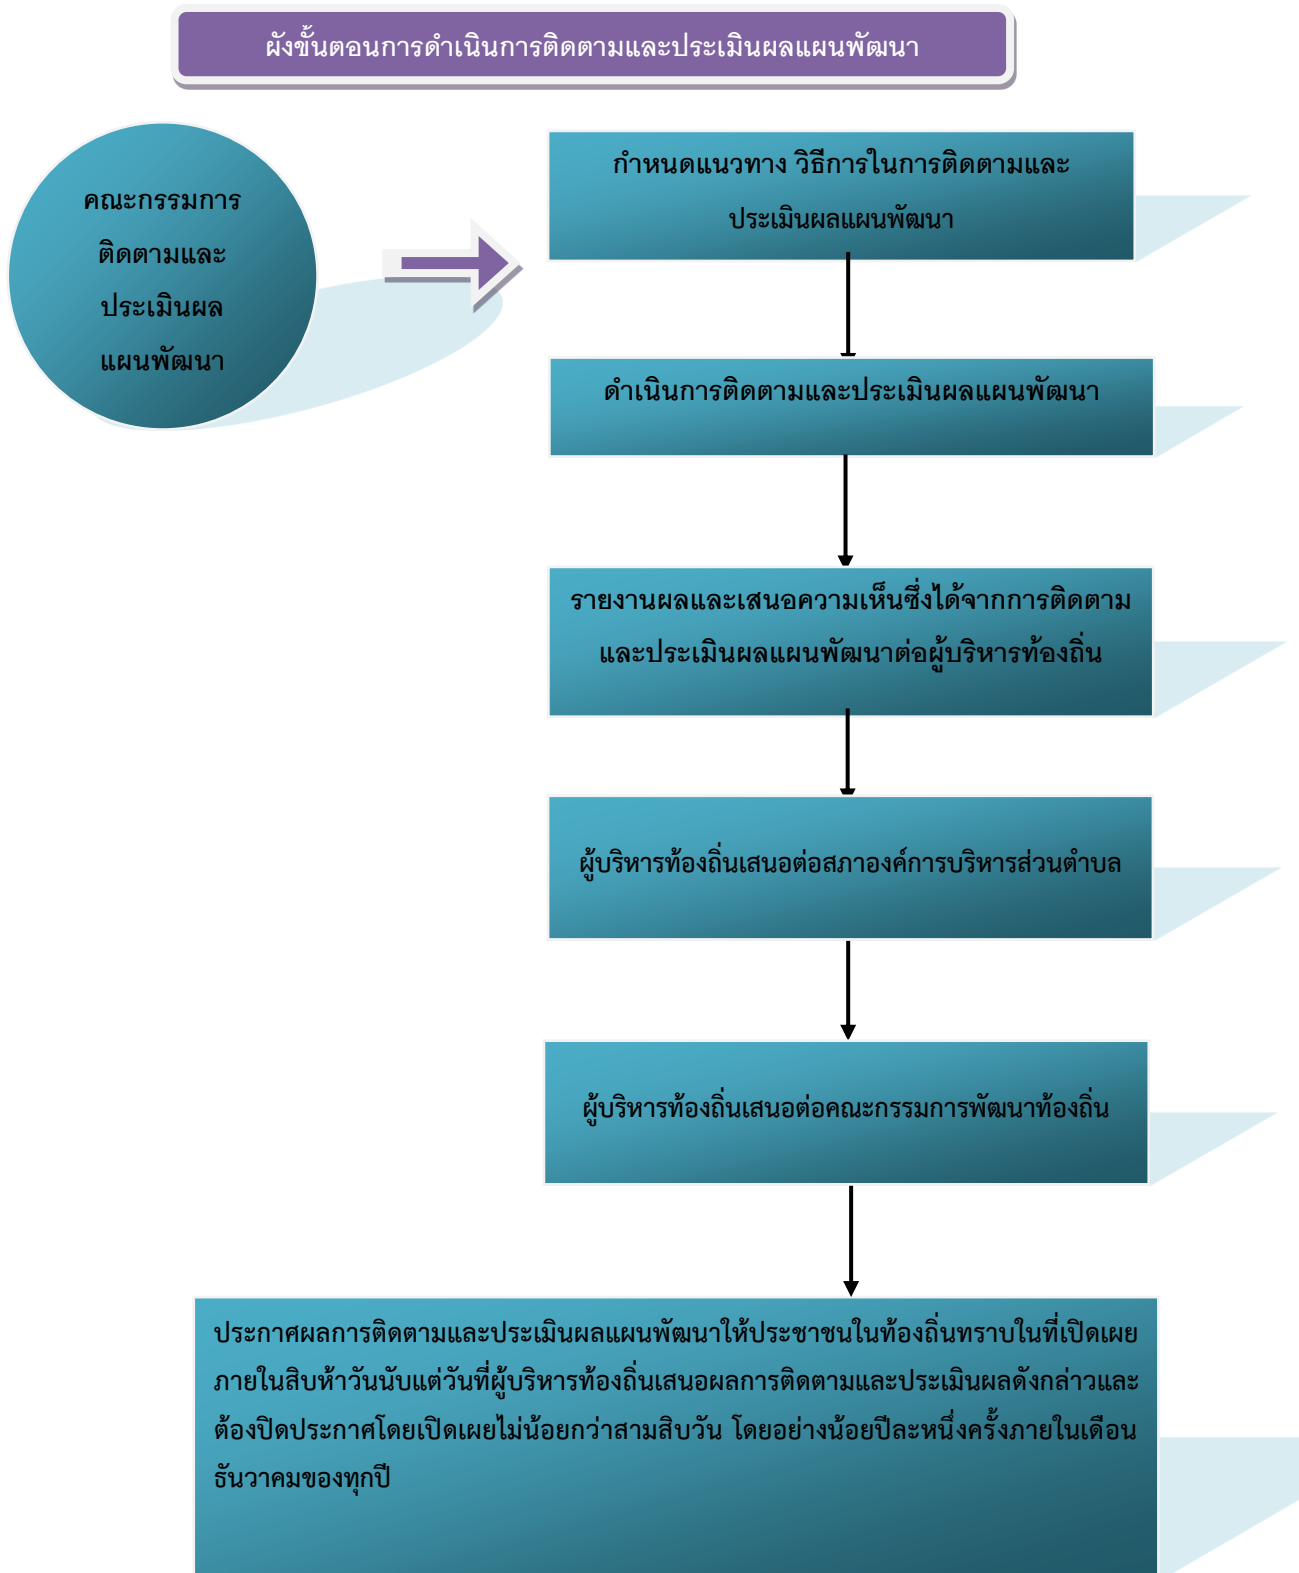 ผังขั้นตอนการดำเนินการติดตามและประเมินผลแผนพัฒนา
คณะกรรมการ
ติดตามและ
ประเมินผล
แผนพัฒนา
กำหนดแนวทาง วิธีการในการติดตามและ
ประเมินผลแผนพัฒนา
ดำเนินการติดตามและประเมินผลแผนพัฒนา
รายงานผลและเสนอความเห็นซึ่งได้จากการติดตาม
และประเมินผลแผนพัฒนาต่อผู้บริหารท้องถิ่น
ผู้บริหารท้องถิ่นเสนอต่อสภาองค์การบริหารส่วนตำบล
ผู้บริหารท้องถิ่นเสนอต่อคณะกรรมการพัฒนาท้องถิ่น
ประกาศผลการติดตามและประเมินผลแผนพัฒนาให้ประชาชนในท้องถิ่นทราบในที่เปิดเผย
ภายในสิบห้าวันนับแต่วันที่ผู้บริหารท้องถิ่นเสนอผลการติดตามและประเมินผลดังกล่าวและ
ต้องปิดประกาศโดยเปิดเผยไม่น้อยกว่าสามสิบวัน โดยอย่างน้อยปีละหนึ่งครั้งภายในเดือน
ธันวาคมของทุกปี